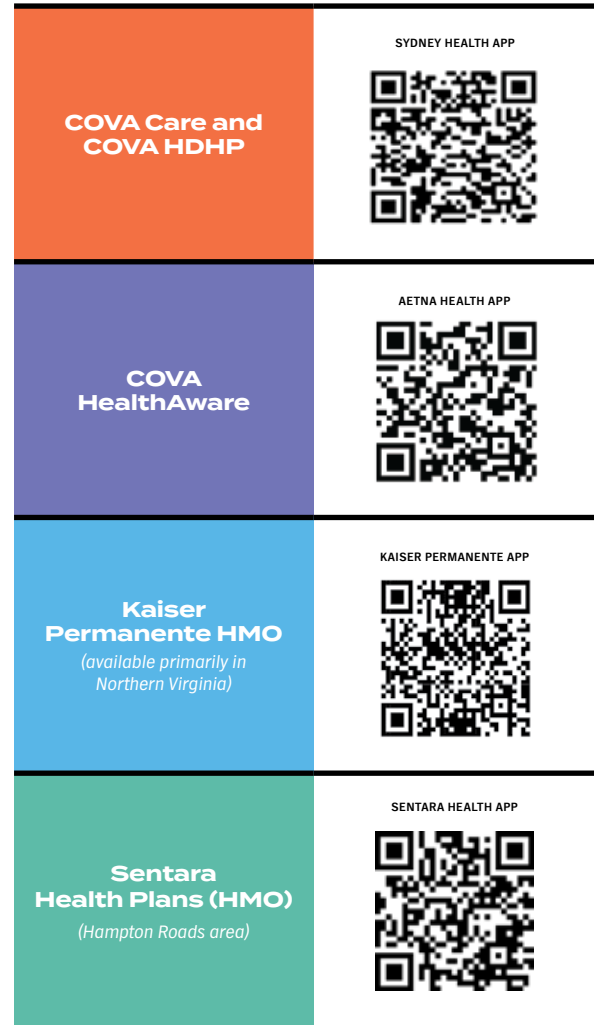 SYDNEY HEALTH APP
COVA Care and
COVA HDHP
AETNA HEALTH APP
COVA
HealthAware
KAISER PERMANENTE APP
Kaiser
Permanente HMO
(available primarily in
Northern Virginia)
SENTARA HEALTH APP
Sentara
Health Plans (HMO)
(Hampton Roads area)